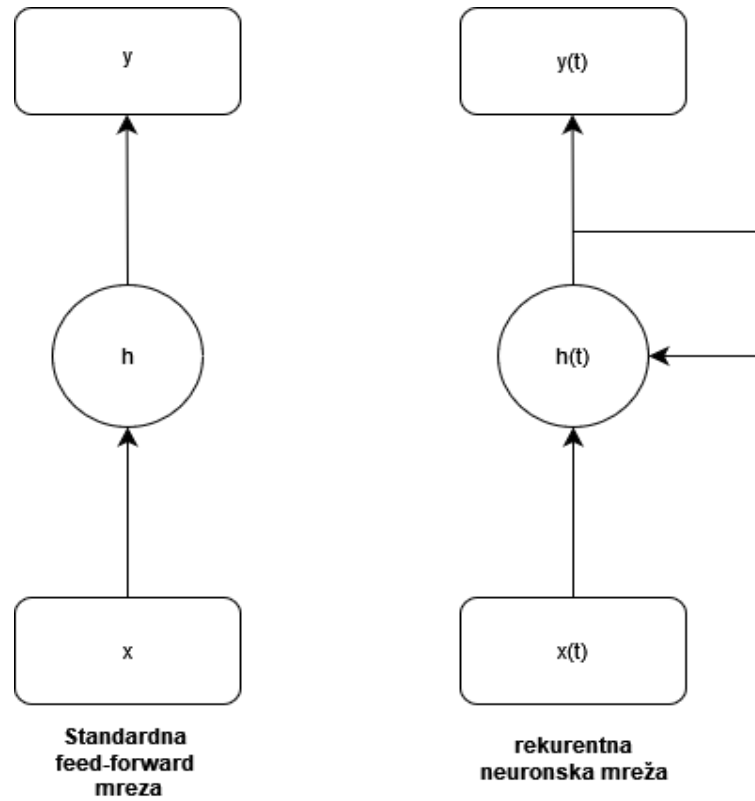 y
y(t)
h
h(t)
x
x(t)
Standardna
feed-forward
mreza
rekurentna
neuronska mreža